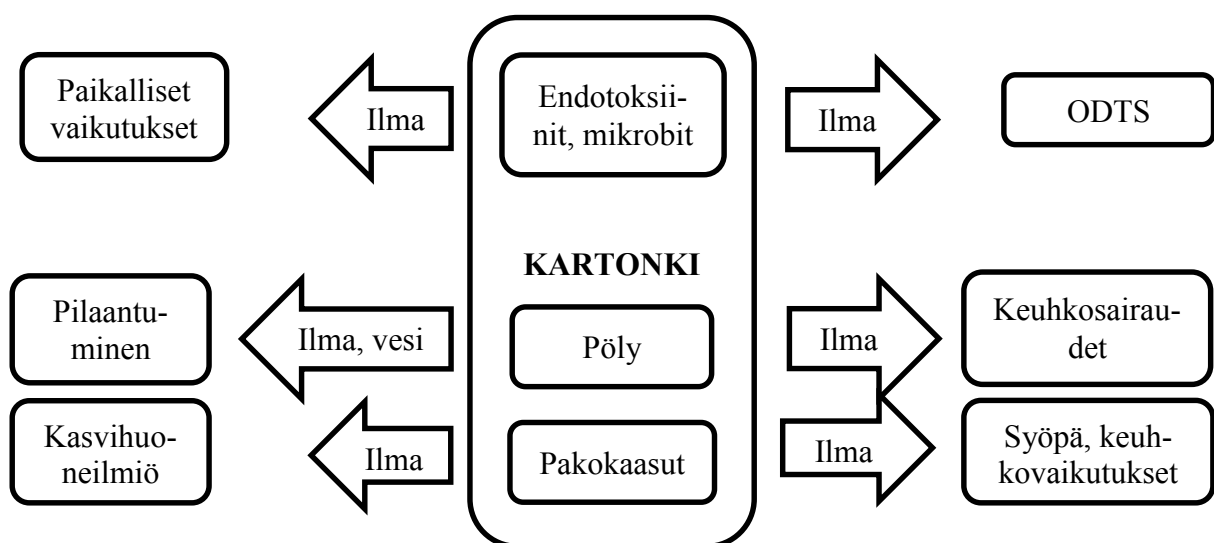 Paikalliset
vaikutukset
Ilma
Endotoksii-
nit, mikrobit
Ilma
ODTS
KARTONKI
Pilaantu-
minen
Ilma, vesi
Pöly
Ilma
Keuhkosairau-
det
Kasvihuo-
neilmiö
Ilma
Pakokaasut
Ilma
Syöpä, keuh-
kovaikutukset